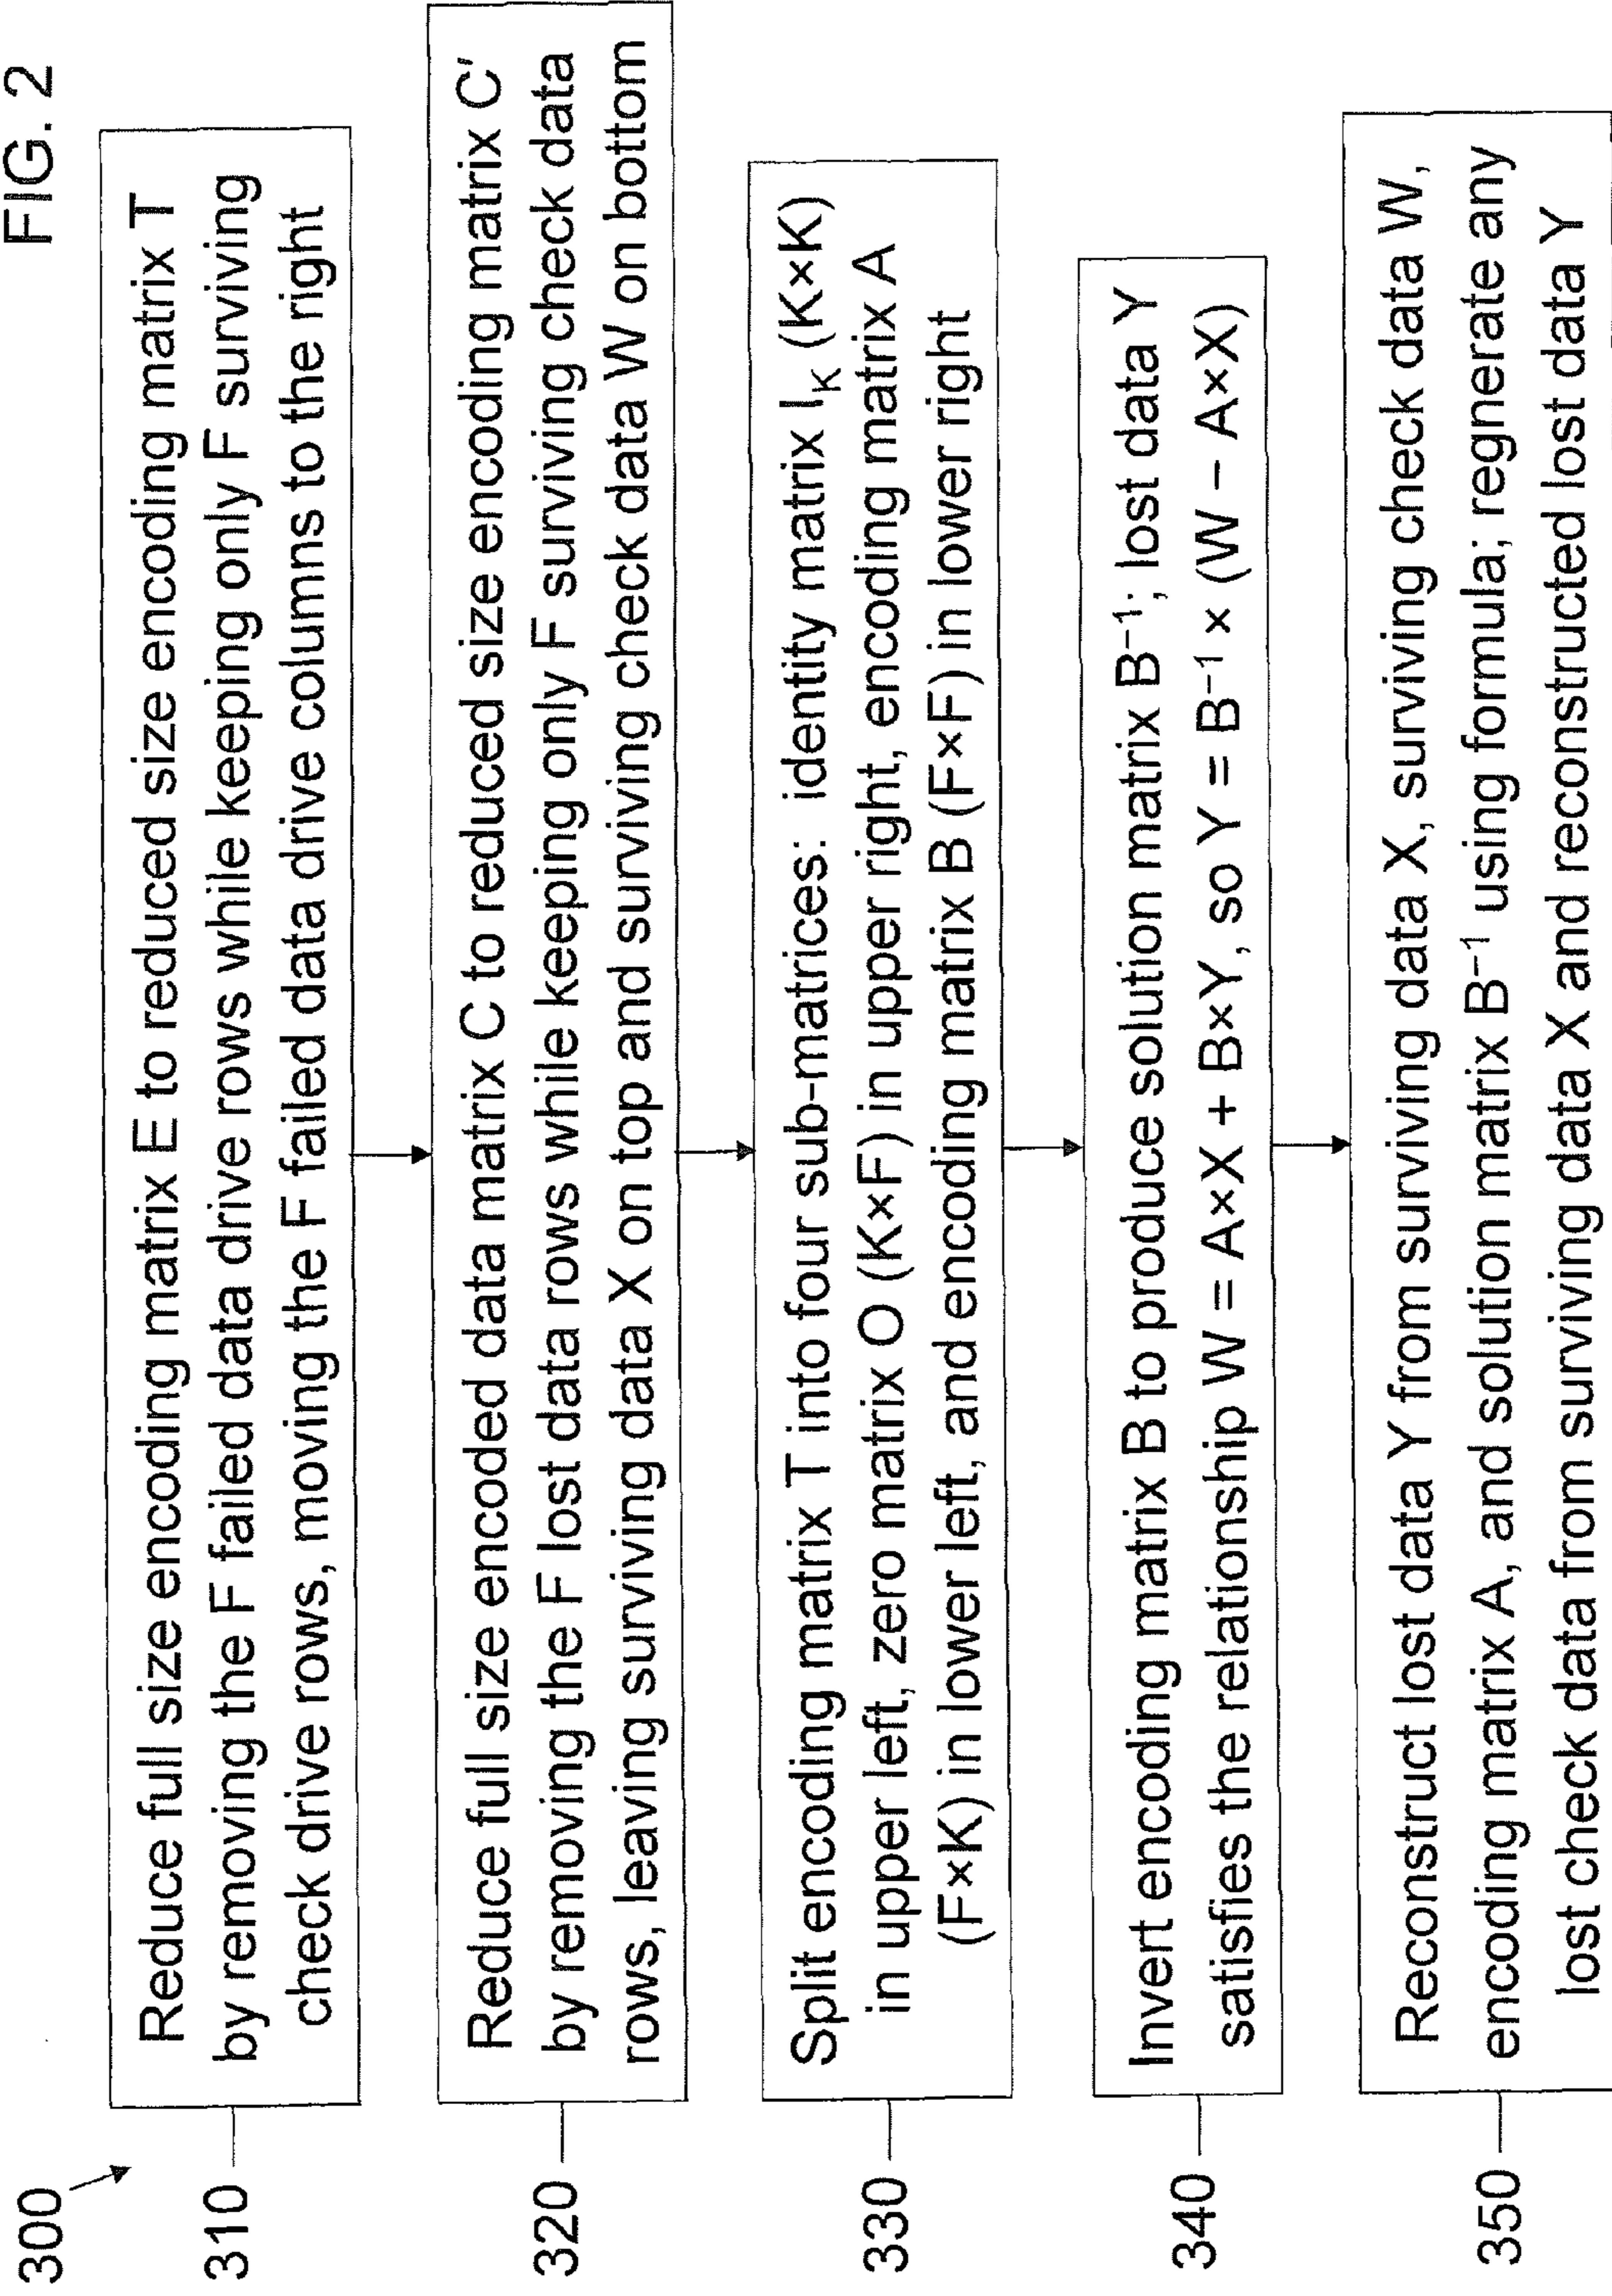 FIG. 2
300
310
Reduce full size encoding matrix E to reduced size encoding matrix T
by removing the F failed data drive rows while keeping only F surviving
check drive rows, moving the F failed data drive columns to the right
320
Reduce full size encoded data matrix C to reduced size encoding matrix C'
by removing the F lost data rows while keeping only F surviving check data
rows, leaving surviving data X on top and surviving check data W on bottom
330
Split encoding matrix T into four sub-matrices: identity matrix Iₖ (K×K)
in upper left, zero matrix O (K×F) in upper right, encoding matrix A
(F×K) in lower left, and encoding matrix B (F×F) in lower right
340
Invert encoding matrix B to produce solution matrix B⁻¹; lost data Y
satisfies the relationship W = A×X + B×Y, so Y = B⁻¹ × (W – A×X)
350
Reconstruct lost data Y from surviving data X, surviving check data W,
encoding matrix A, and solution matrix B⁻¹ using formula; regnerate any
lost check data from surviving data X and reconstructed lost data Y